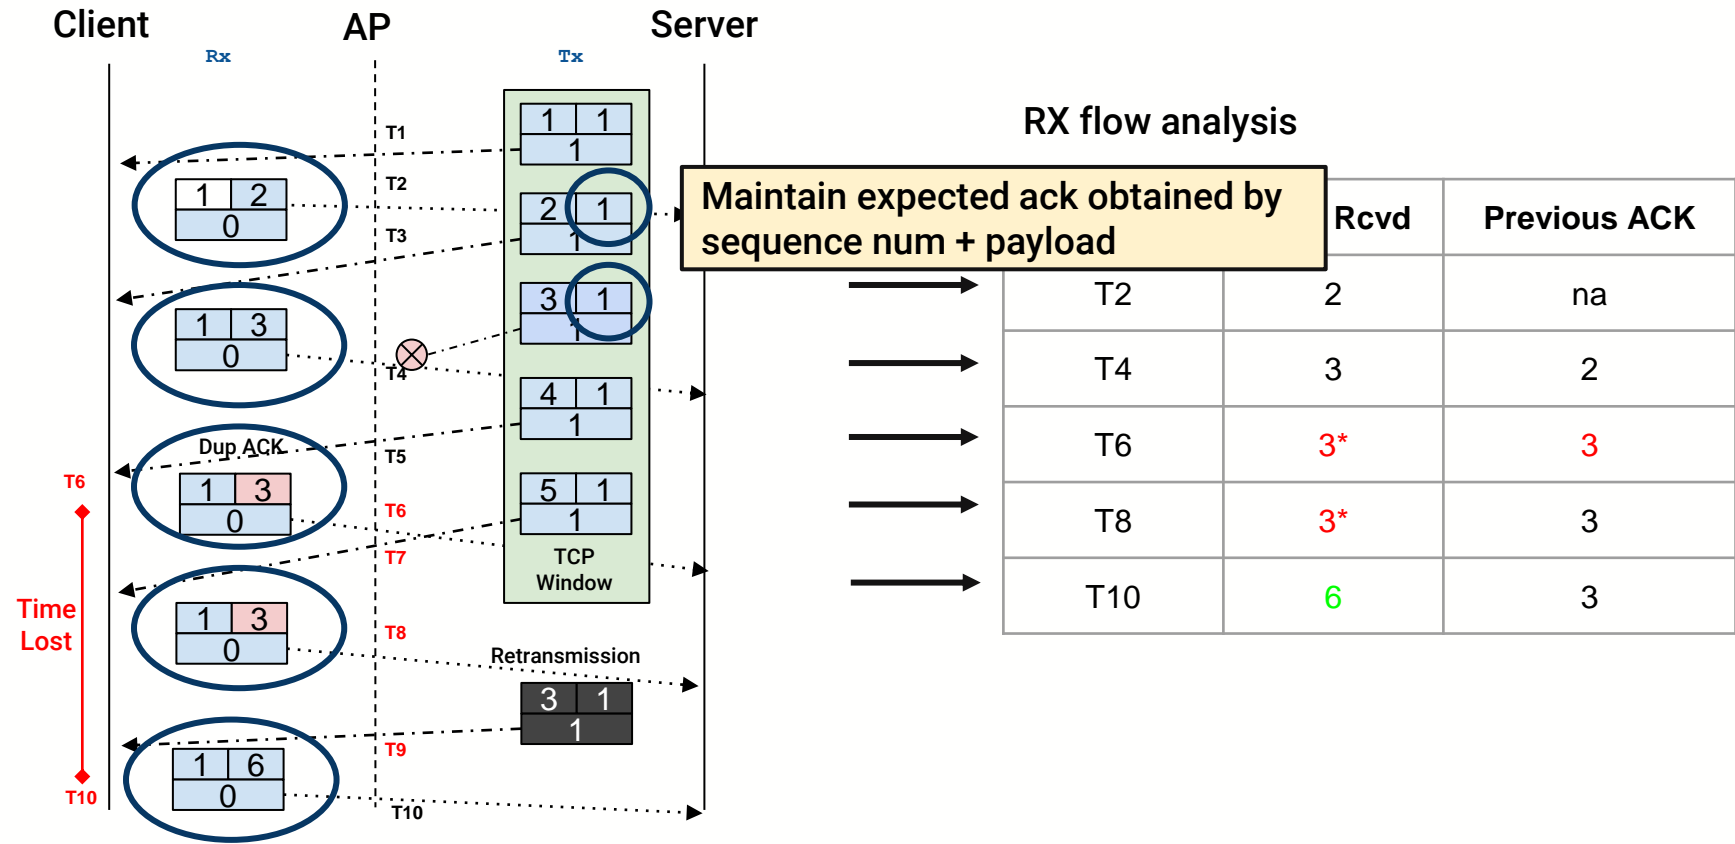 Client
AP
Server
Rx
Tx
RX flow analysis
T1
1 1
1
T2
1 2
0
2 1
1
Maintain expected ack obtained by
sequence num + payload
Rcvd
Previous ACK
T3
3 1
1
T2 2 na
1 3
0
T4
T4 3 2
4 1
1
Dup ACK
T5
T6 3* 3
T6
1 3
0
T6
5 1
1
T8 3* 3
T7
TCP
Window
Time
Lost
1 3
0
T8
T10 6 3
Retransmission
3 1
1
T9
1 6
0
T10
T10